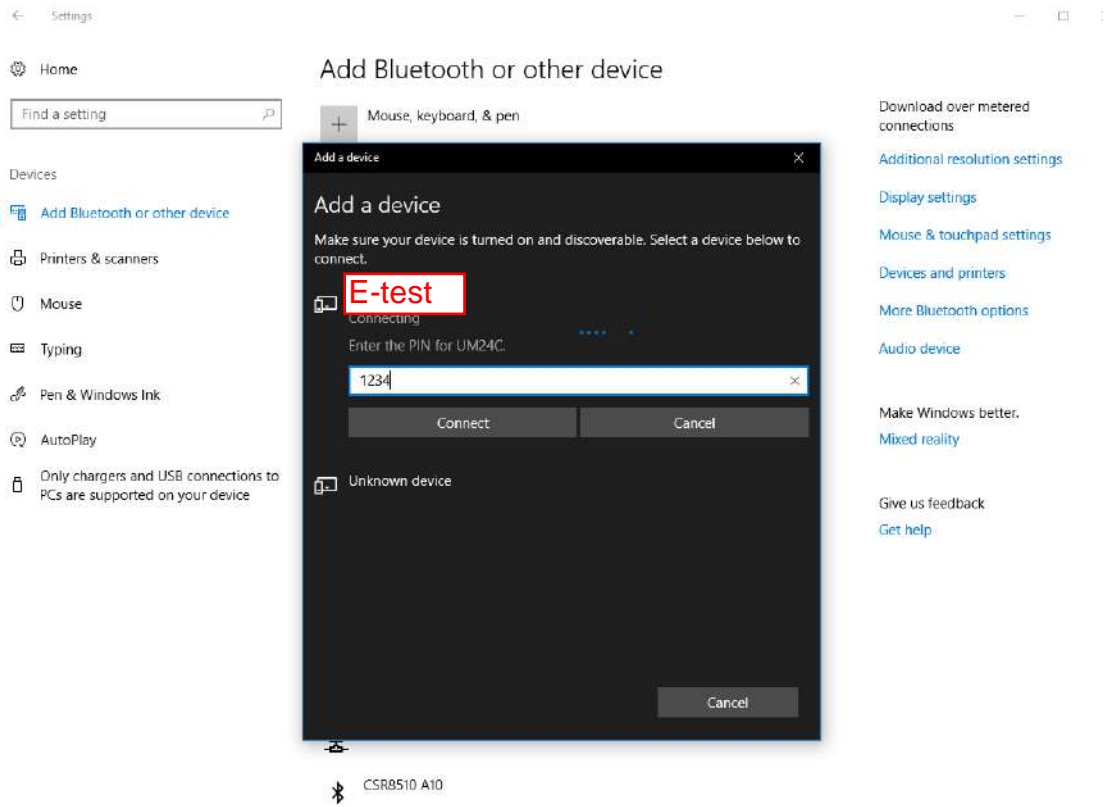 Settings
Home
Find a setting
Devices
Add Bluetooth or other device
Printers & scanners
Mouse
Typing
Pen & Windows Ink
AutoPlay
Only chargers and USB connections to
PCs are supported on your device
Add Bluetooth or other device
Mouse, keyboard, & pen
Add a device
Add a device
Make sure your device is turned on and discoverable. Select a device below to
connect.
E-test
Connecting
Enter the PIN for UM24C.
1234
Connect
Cancel
Unknown device
Cancel
CSR8510 A10
Download over metered
connections
Additional resolution settings
Display settings
Mouse & touchpad settings
Devices and printers
More Bluetooth options
Audio device
Make Windows better.
Mixed reality
Give us feedback
Get help